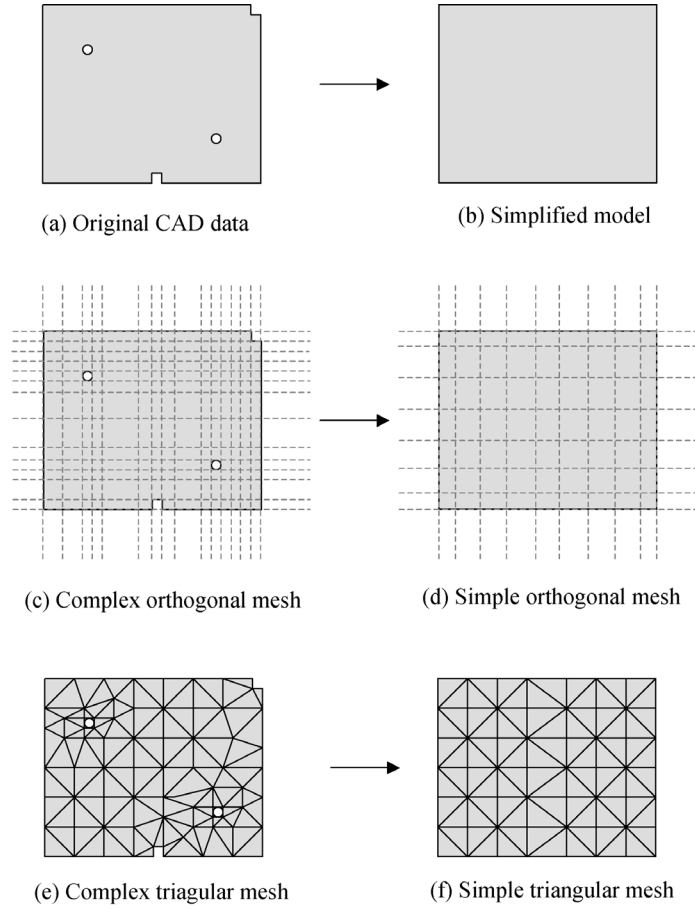 (a) Original CAD data
(b) Simplified model
(c) Complex orthogonal mesh
(d) Simple orthogonal mesh
(e) Complex triagular mesh
(f) Simple triangular mesh